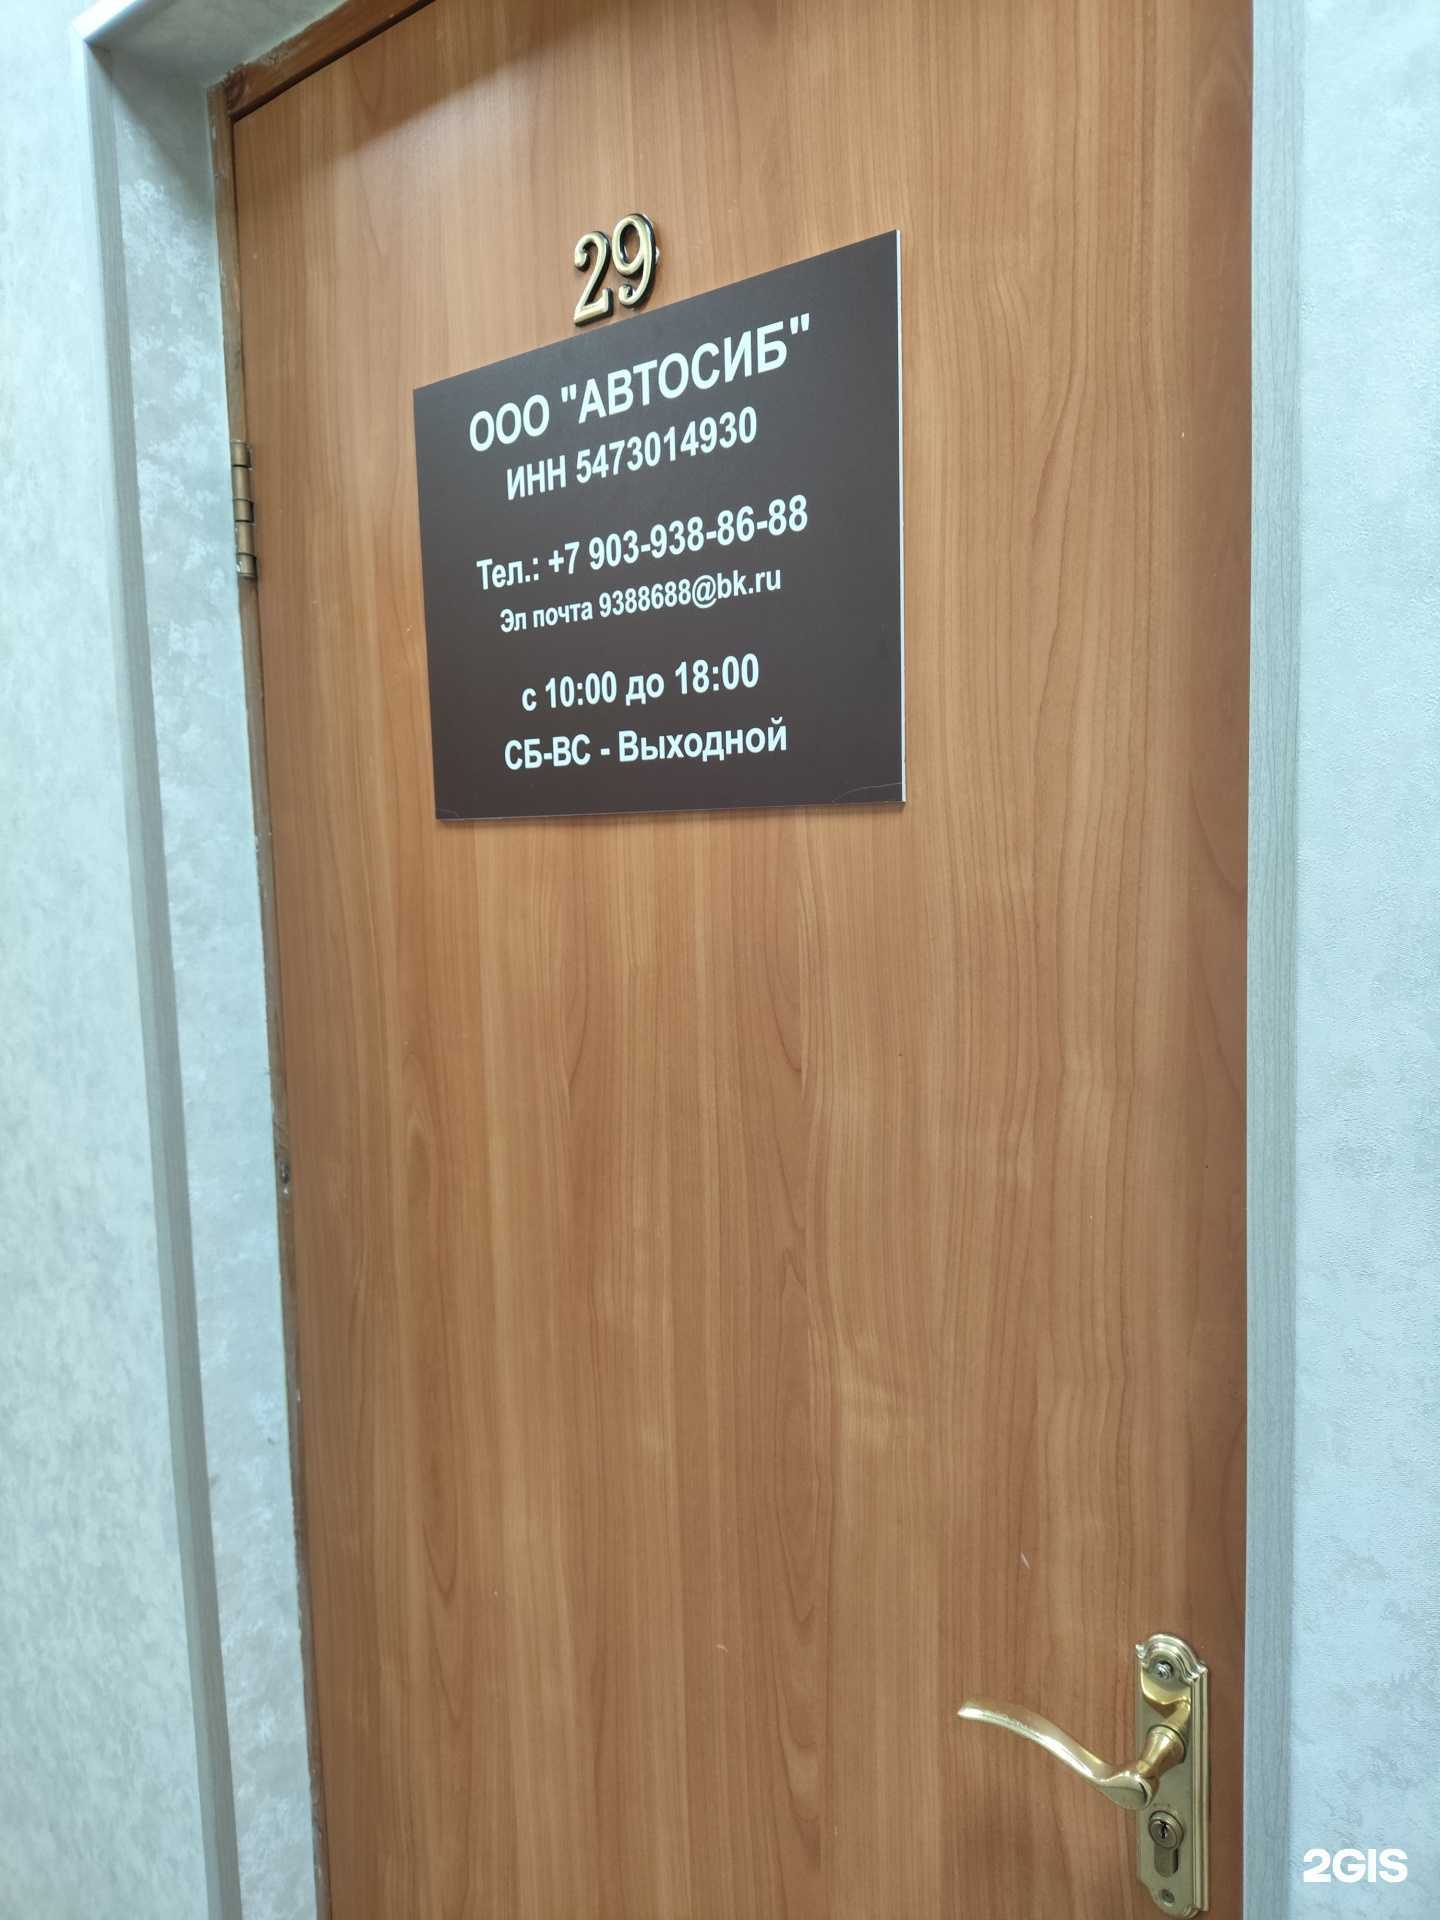 29
ООО "АВТОСИБ"
ИНН 5473014930
Тел.: +7 903-938-86-88
Эл почта 9388688@bk.ru
с 10:00 до 18:00
СБ-ВС - Выходной
2GIS